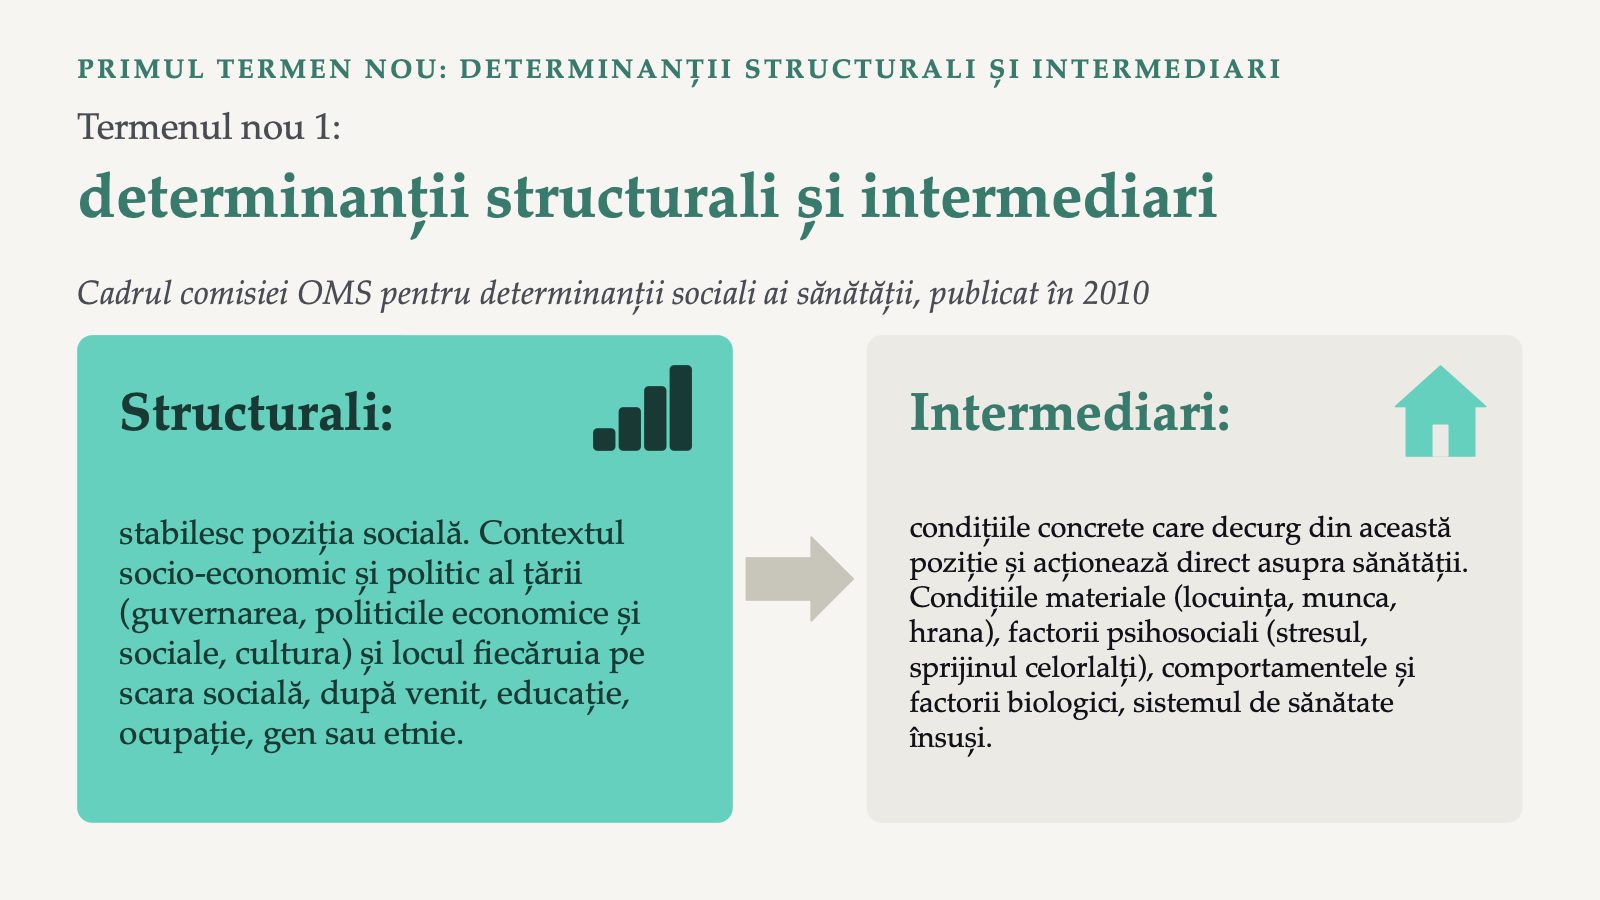 PRIMUL TERMEN NOU: DETERMINANȚII STRUCTURALI ȘI INTERMEDIARI
Termenul nou 1:
determinanții structurali și intermediari
Cadrul comisiei OMS pentru determinanții sociali ai sănătății, publicat în 2010
Structurali:
stabilesc poziția socială. Contextul
socio-economic și politic al țării
(guvernarea, politicile economice și
sociale, cultura) și locul fiecăruia pe
scara socială, după venit, educație,
ocupație, gen sau etnie.
Intermediari:
condițiile concrete care decurg din această
poziție și acționează direct asupra sănătății.
Condițiile materiale (locuința, munca,
hrana), factorii psihosociali (stresul,
sprijinul celorlalți), comportamentele și
factorii biologici, sistemul de sănătate
însuși.